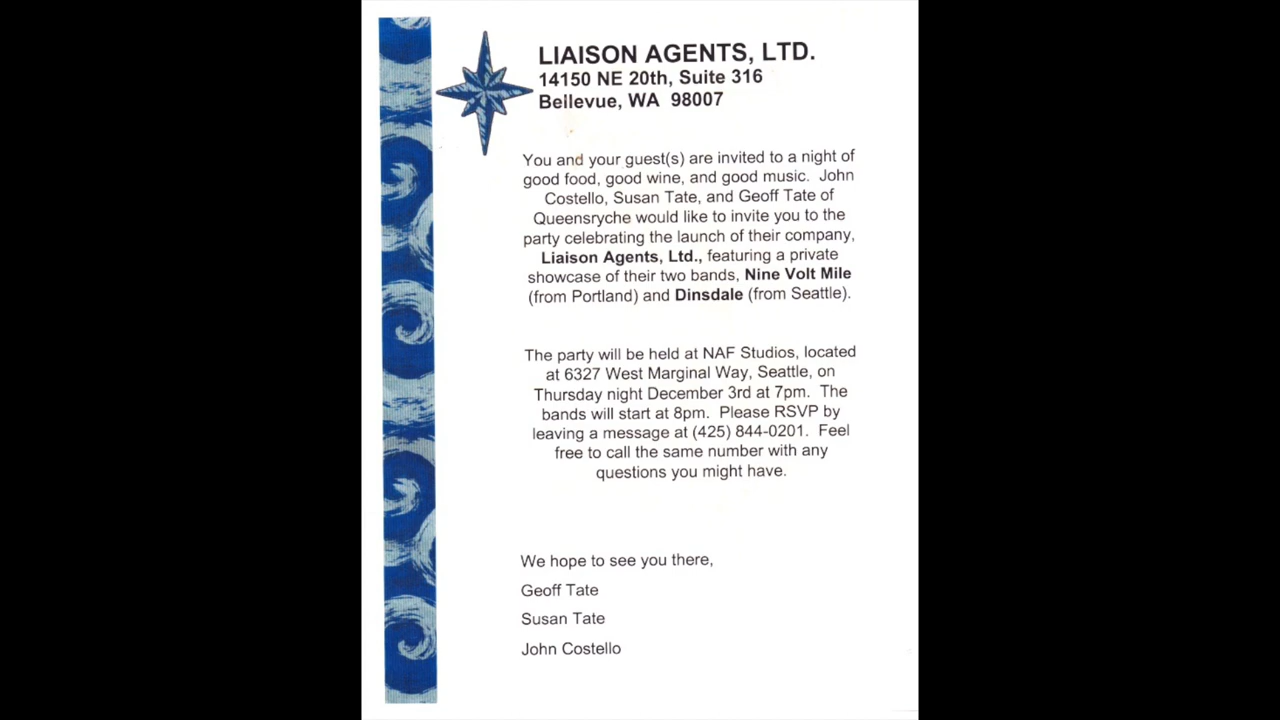 LIAISON AGENTS, LTD.
14150 NE 20th, Suite 316
Bellevue, WA  98007
You and your guest(s) are invited to a night of
good food, good wine, and good music.  John
Costello, Susan Tate, and Geoff Tate of
Queensryche would like to invite you to the
party celebrating the launch of their company,
Liaison Agents, Ltd., featuring a private
showcase of their two bands, Nine Volt Mile
(from Portland) and Dinsdale (from Seattle).
The party will be held at NAF Studios, located
at 6327 West Marginal Way, Seattle, on
Thursday night December 3rd at 7pm.  The
bands will start at 8pm.  Please RSVP by
leaving a message at (425) 844-0201.  Feel
free to call the same number with any
questions you might have.
We hope to see you there,
Geoff Tate
Susan Tate
John Costello